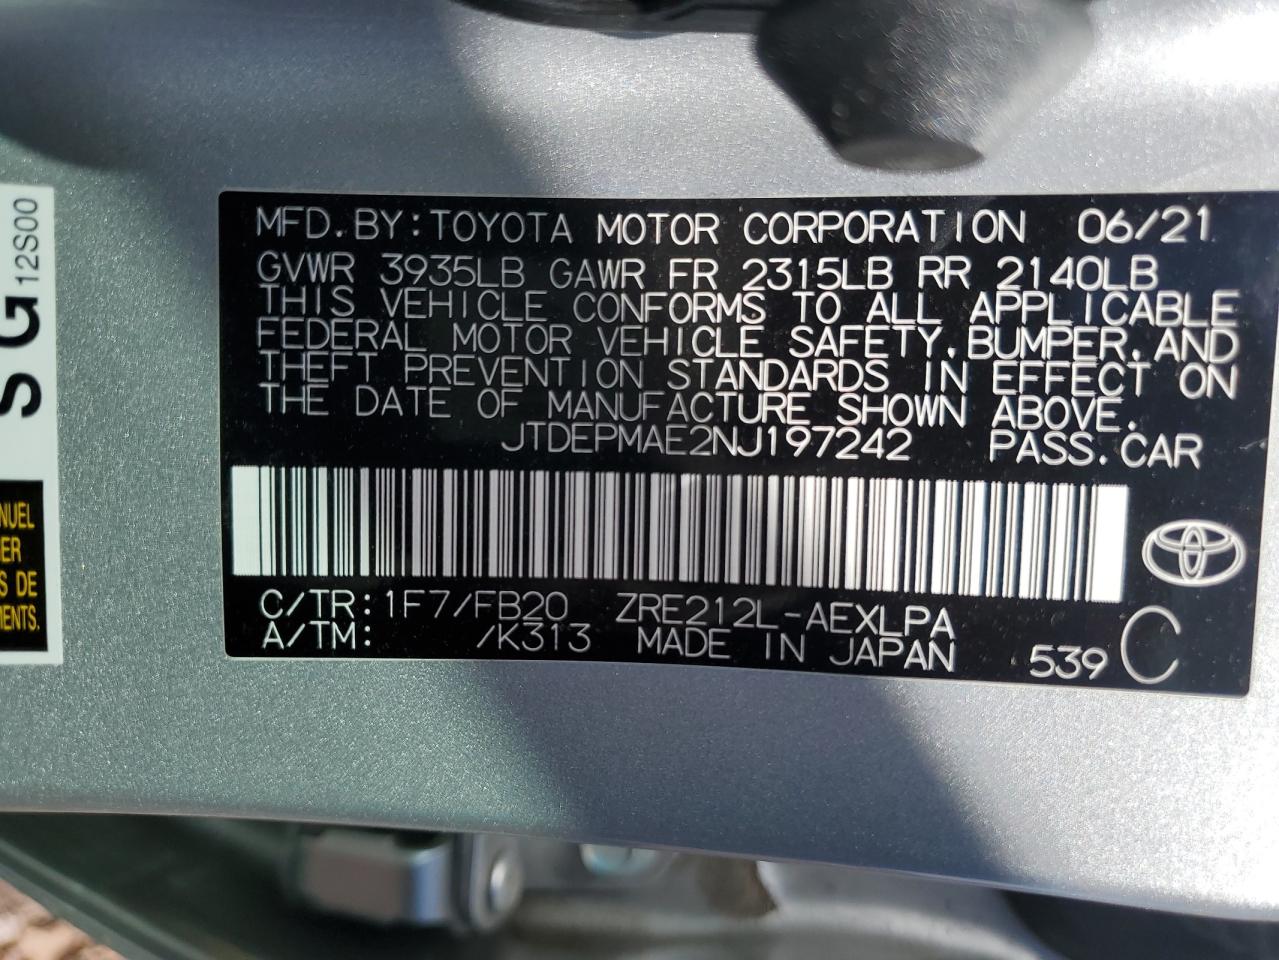 MFD.BY:TOYOTA MOTOR CORPORATION 06/21
GVWR 3935LB GAWR FR 2315LB RR 2140LB
THIS VEHICLE CONFORMS TO ALL APPLICABLE
FEDERAL MOTOR VEHICLE SAFETY,BUMPER,AND
THEFT PREVENTION STANDARDS IN EFFECT ON
THE DATE OF MANUFACTURE SHOWN ABOVE.
JTDEPMAE2NJ197242 PASS.CAR
C/TR:1F7/FB20 ZRE212L-AEXLPA
A/TM: /K313 MADE IN JAPAN 539 C
SG 12S00
NUEL
ER
S DE
MENTS.